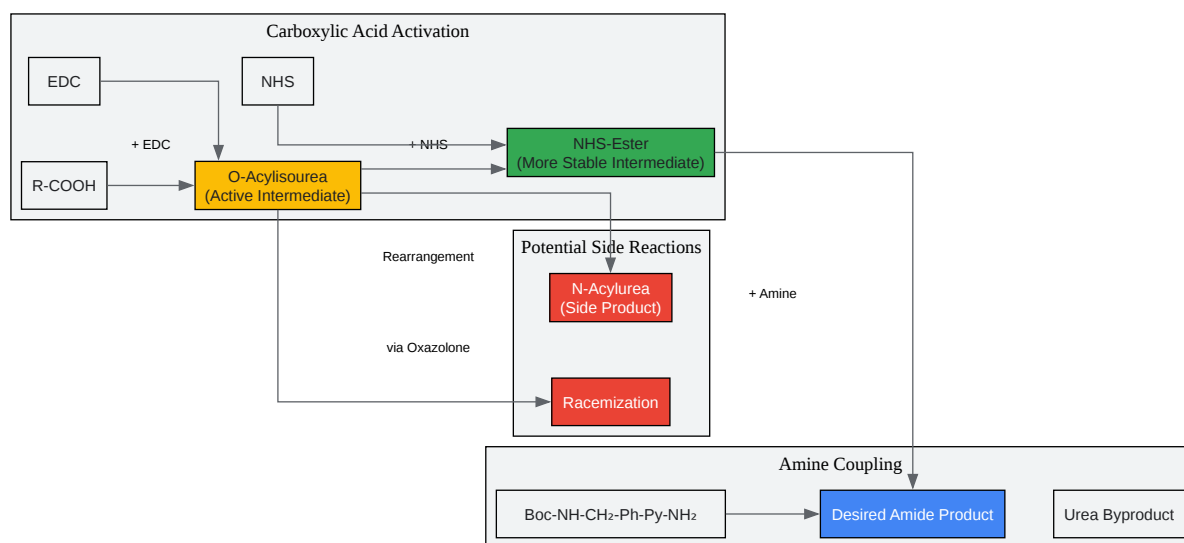 Carboxylic Acid Activation
EDC
NHS
+ EDC
+ NHS
NHS-Ester
(More Stable Intermediate)
R-COOH
O-Acylisourea
(Active Intermediate)
Potential Side Reactions
Rearrangement
N-Acylurea
(Side Product)
+ Amine
via Oxazolone
Racemization
Amine Coupling
Boc-NH-CH₂-Ph-Py-NH₂
Desired Amide Product
Urea Byproduct